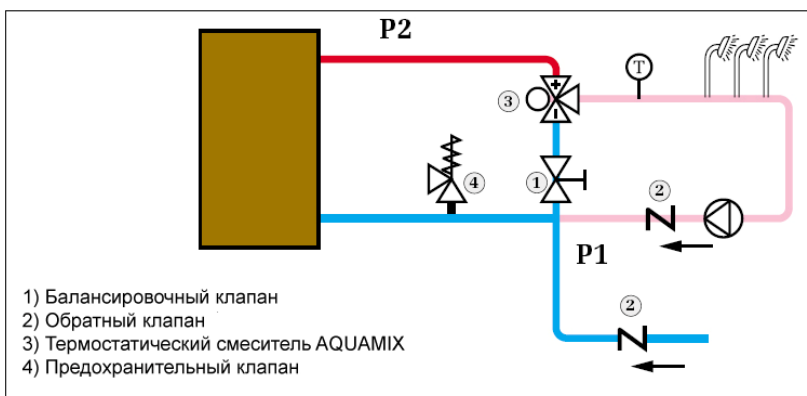 P2
T
3
4
1
2
P1
2
1) Балансировочный клапан
2) Обратный клапан
3) Термостатический смеситель AQUAMIX
4) Предохранительный клапан